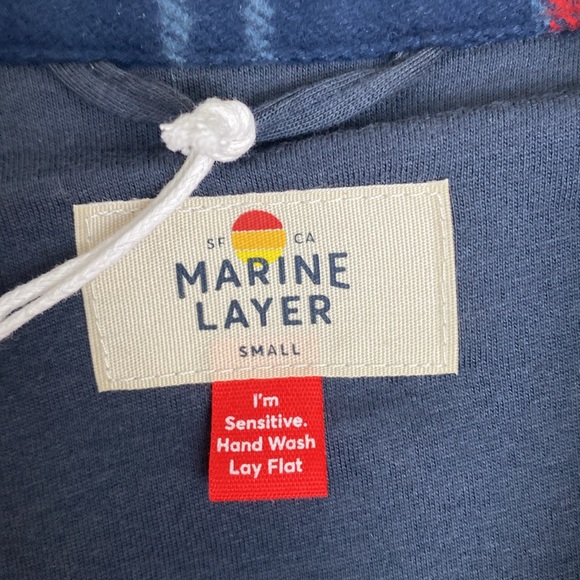 SF CA
MARINE
LAYER
SMALL
I'm
Sensitive.
Hand Wash
Lay Flat